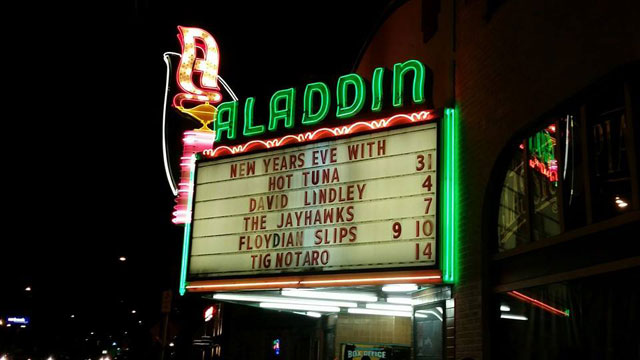 A
ALADDIN
NEW YEARS EVE WITH
HOT TUNA 31
DAVID LINDLEY 4
THE JAYHAWKS 7
FLOYDIAN SLIPS 9 10
TIG NOTARO 14
BOX OFFICE